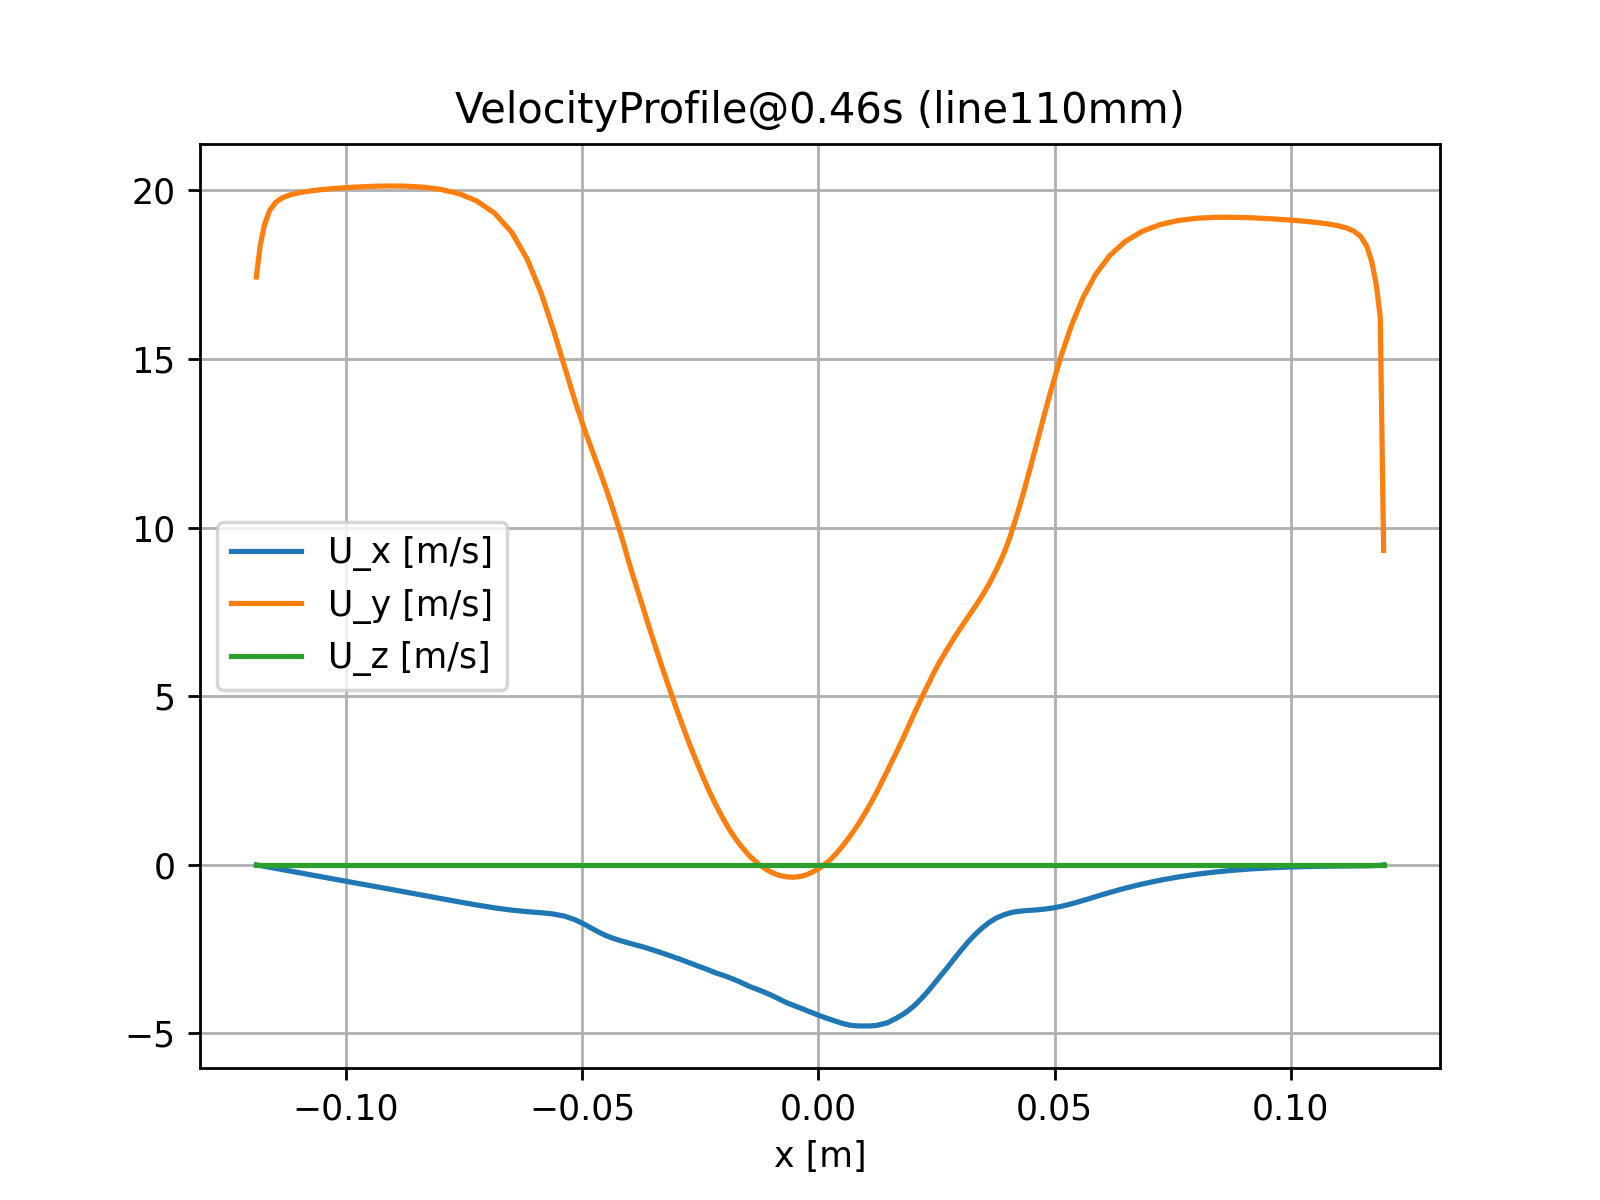 VelocityProfile@0.46s (line110mm)
20
15
10
5
0
−5
U_x [m/s]
U_y [m/s]
U_z [m/s]
−0.10
−0.05
0.00
0.05
0.10
x [m]